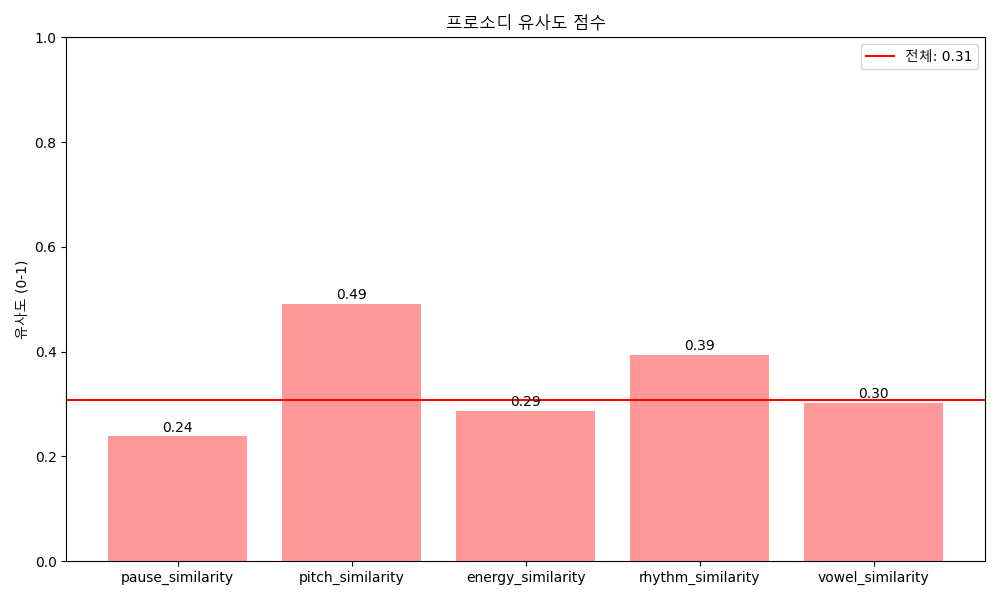 프로소디 유사도 점수
전체: 0.31
유사도 (0-1)
1.0
0.8
0.6
0.4
0.2
0.0
0.24
0.49
0.29
0.39
0.30
pause_similarity
pitch_similarity
energy_similarity
rhythm_similarity
vowel_similarity